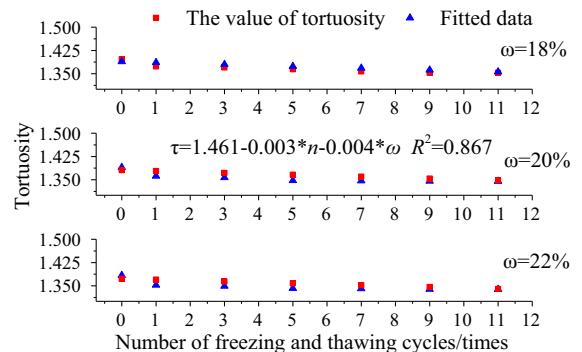 The value of tortuosity Fitted data
1.500
1.425
1.350
ω=18%
0 1 2 3 4 5 6 7 8 9 10 11 12
Tortuosity
1.500
1.425
1.350
τ=1.461-0.003*n-0.004*ω R²=0.867
ω=20%
0 1 2 3 4 5 6 7 8 9 10 11 12
1.500
1.425
1.350
ω=22%
0 1 2 3 4 5 6 7 8 9 10 11 12
Number of freezing and thawing cycles/times